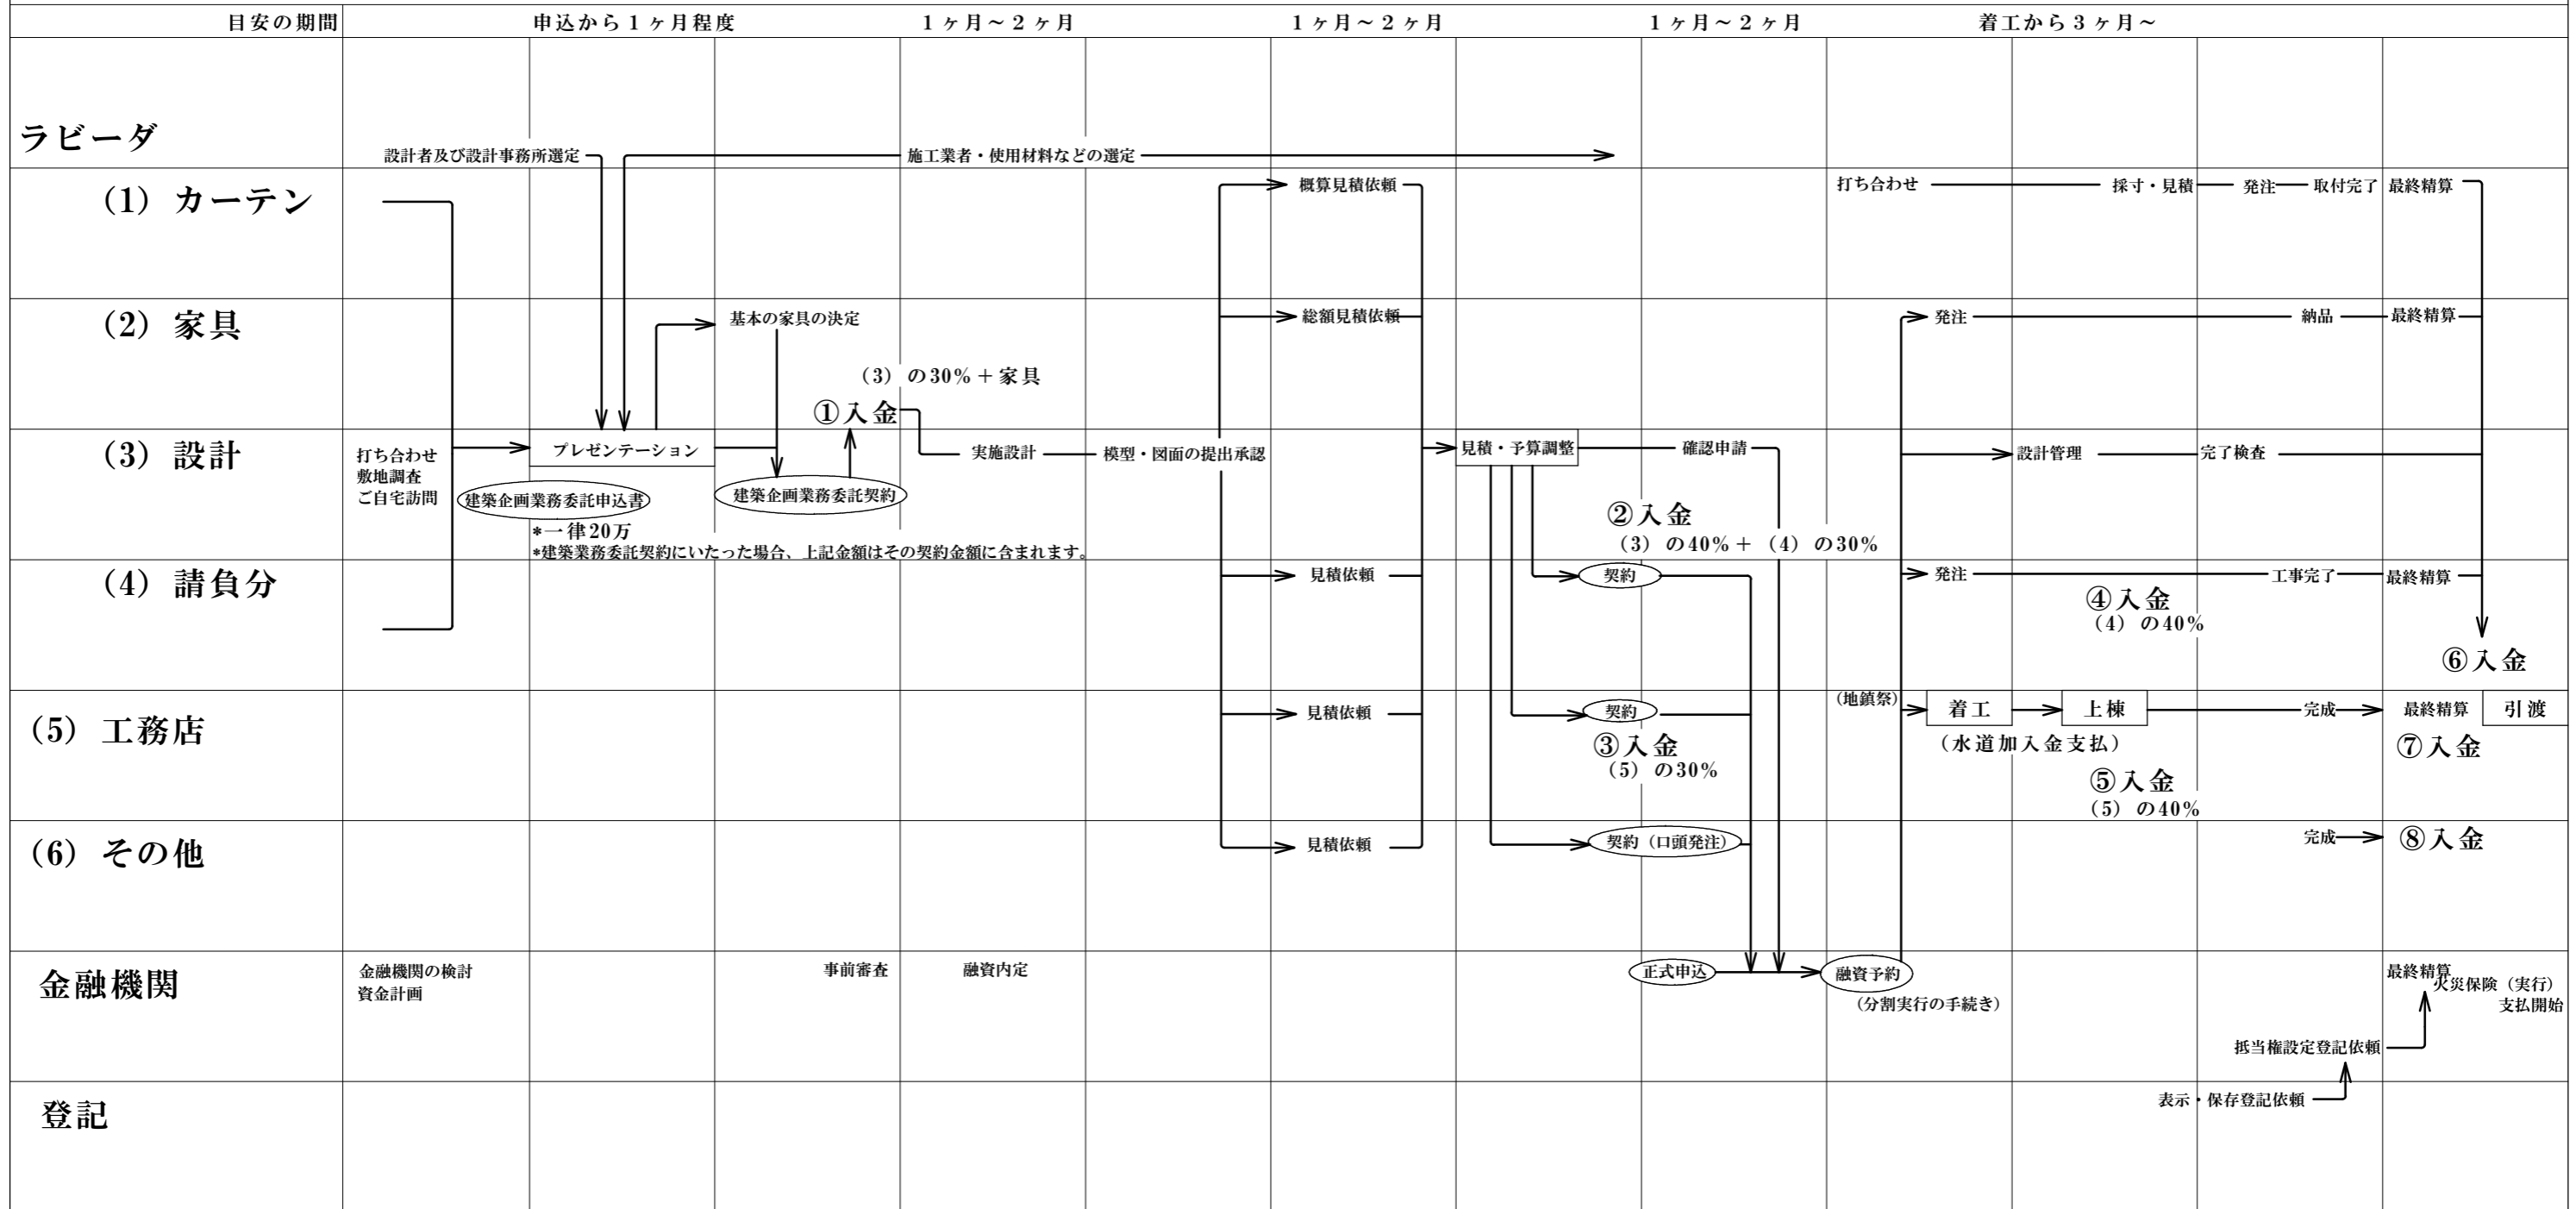 目安の期間
申込から1ヶ月程度
1ヶ月～2ヶ月
1ヶ月～2ヶ月
1ヶ月～2ヶ月
着工から3ヶ月～
ラビーダ
設計者及び設計事務所選定
施工業者・使用材料などの選定
(1) カーテン
概算見積依頼
打ち合わせ
採寸・見積
発注
取付完了
最終精算
(2) 家具
基本の家具の決定
総額見積依頼
発注
納品
最終精算
(3) の30%＋家具
①入金
(3) 設計
打ち合わせ
敷地調査
ご自宅訪問
プレゼンテーション
建築企画業務委託申込書
*一律20万
*建築業務委託契約にいたった場合、上記金額はその契約金額に含まれます。
建築企画業務委託契約
実施設計
模型・図面の提出承認
見積・予算調整
確認申請
②入金
(3) の40%＋ (4) の30%
設計管理
完了検査
(4) 請負分
見積依頼
契約
発注
工事完了
最終精算
④入金
(4) の40%
⑥入金
(5) 工務店
見積依頼
契約
③入金
(5) の30%
(地鎮祭)
着工
上棟
完成
最終精算
引渡
(水道加入金支払)
⑤入金
(5) の40%
⑦入金
(6) その他
見積依頼
契約 (口頭発注)
完成
⑧入金
金融機関
金融機関の検討
資金計画
事前審査
融資内定
正式申込
融資予約
(分割実行の手続き)
最終精算
火災保険 (実行)
支払開始
抵当権設定登記依頼
登記
表示・保存登記依頼